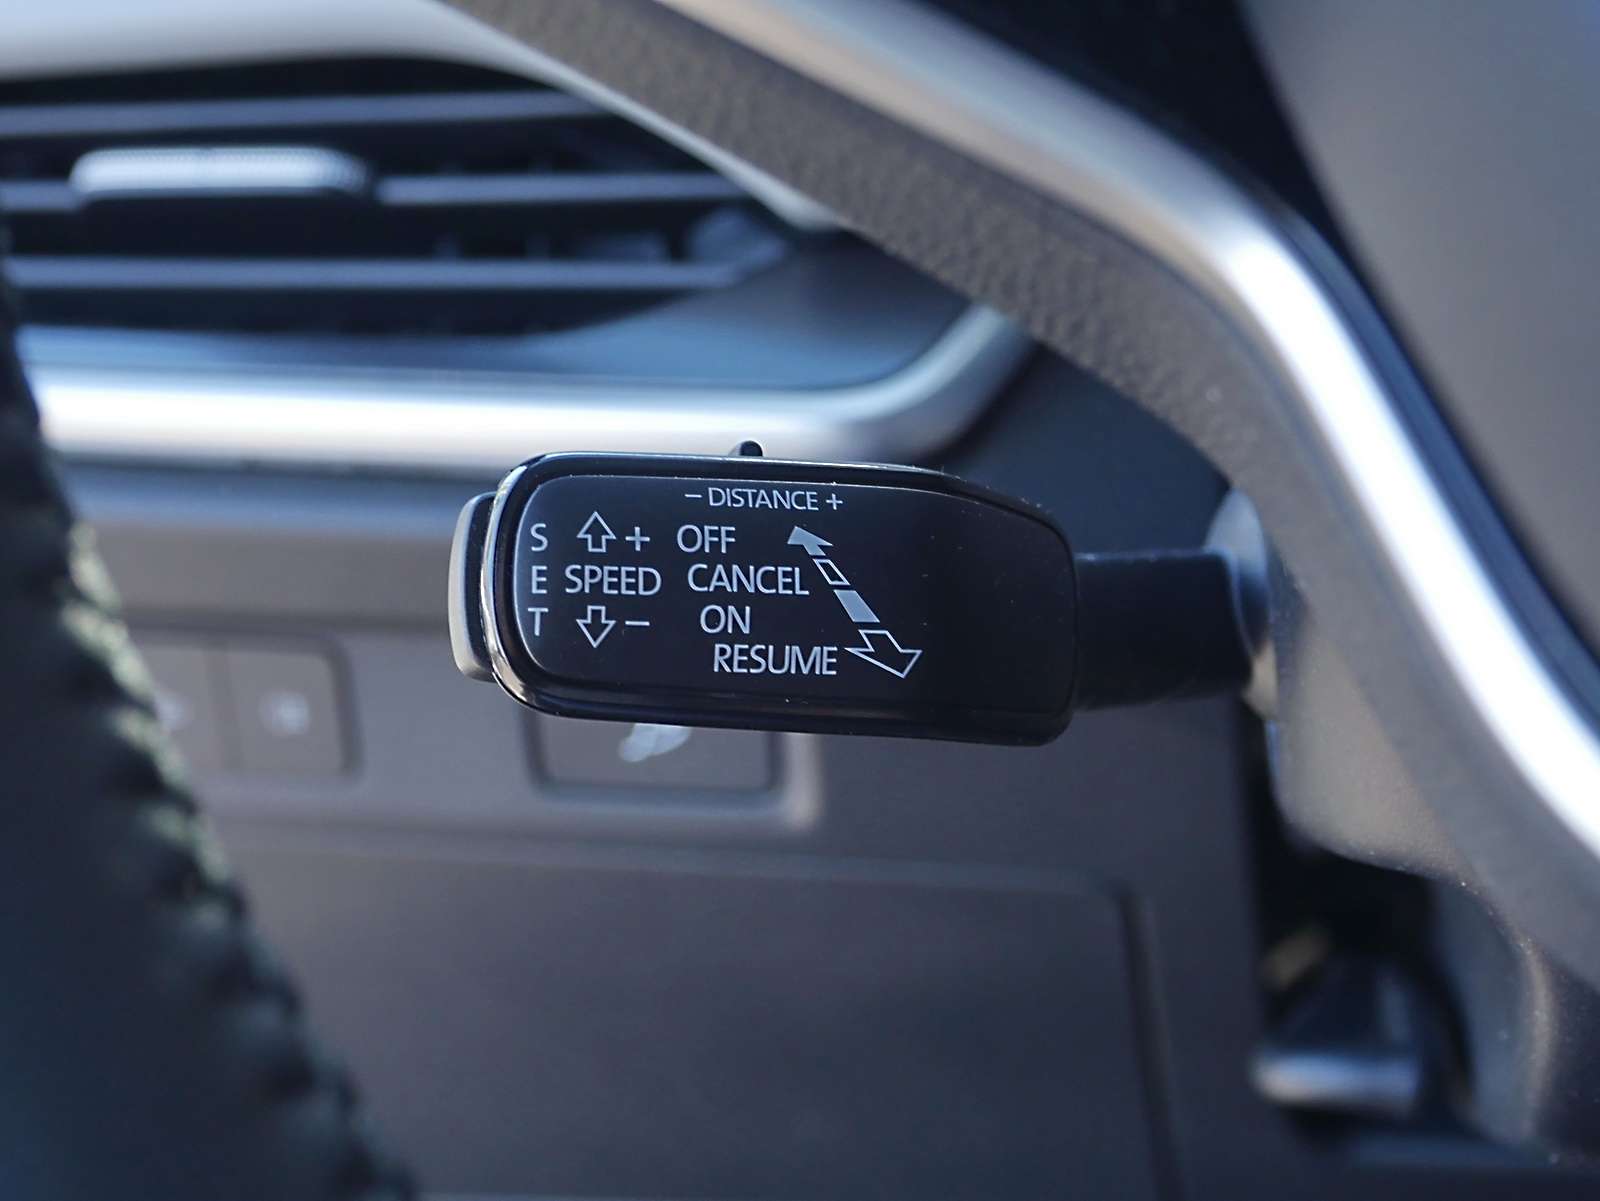 - DISTANCE +
S + OFF
E SPEED CANCEL
T - ON
RESUME